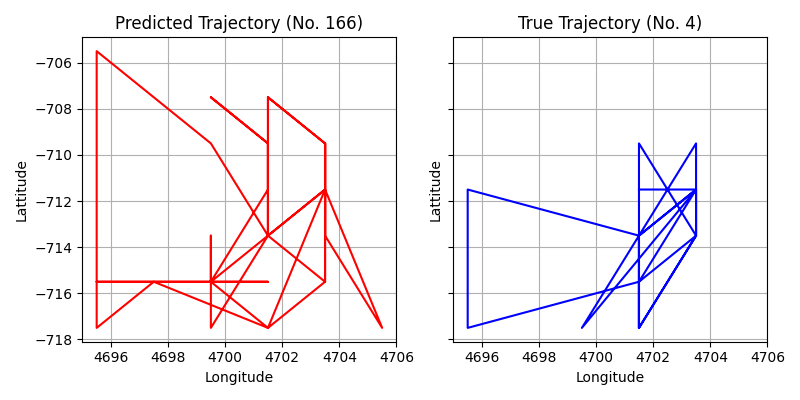 Predicted Trajectory (No. 166)
True Trajectory (No. 4)
−706
−708
−710
−712
−714
−716
−718
Lattitude
Lattitude
4696 4698 4700 4702 4704 4706
4696 4698 4700 4702 4704 4706
Longitude
Longitude